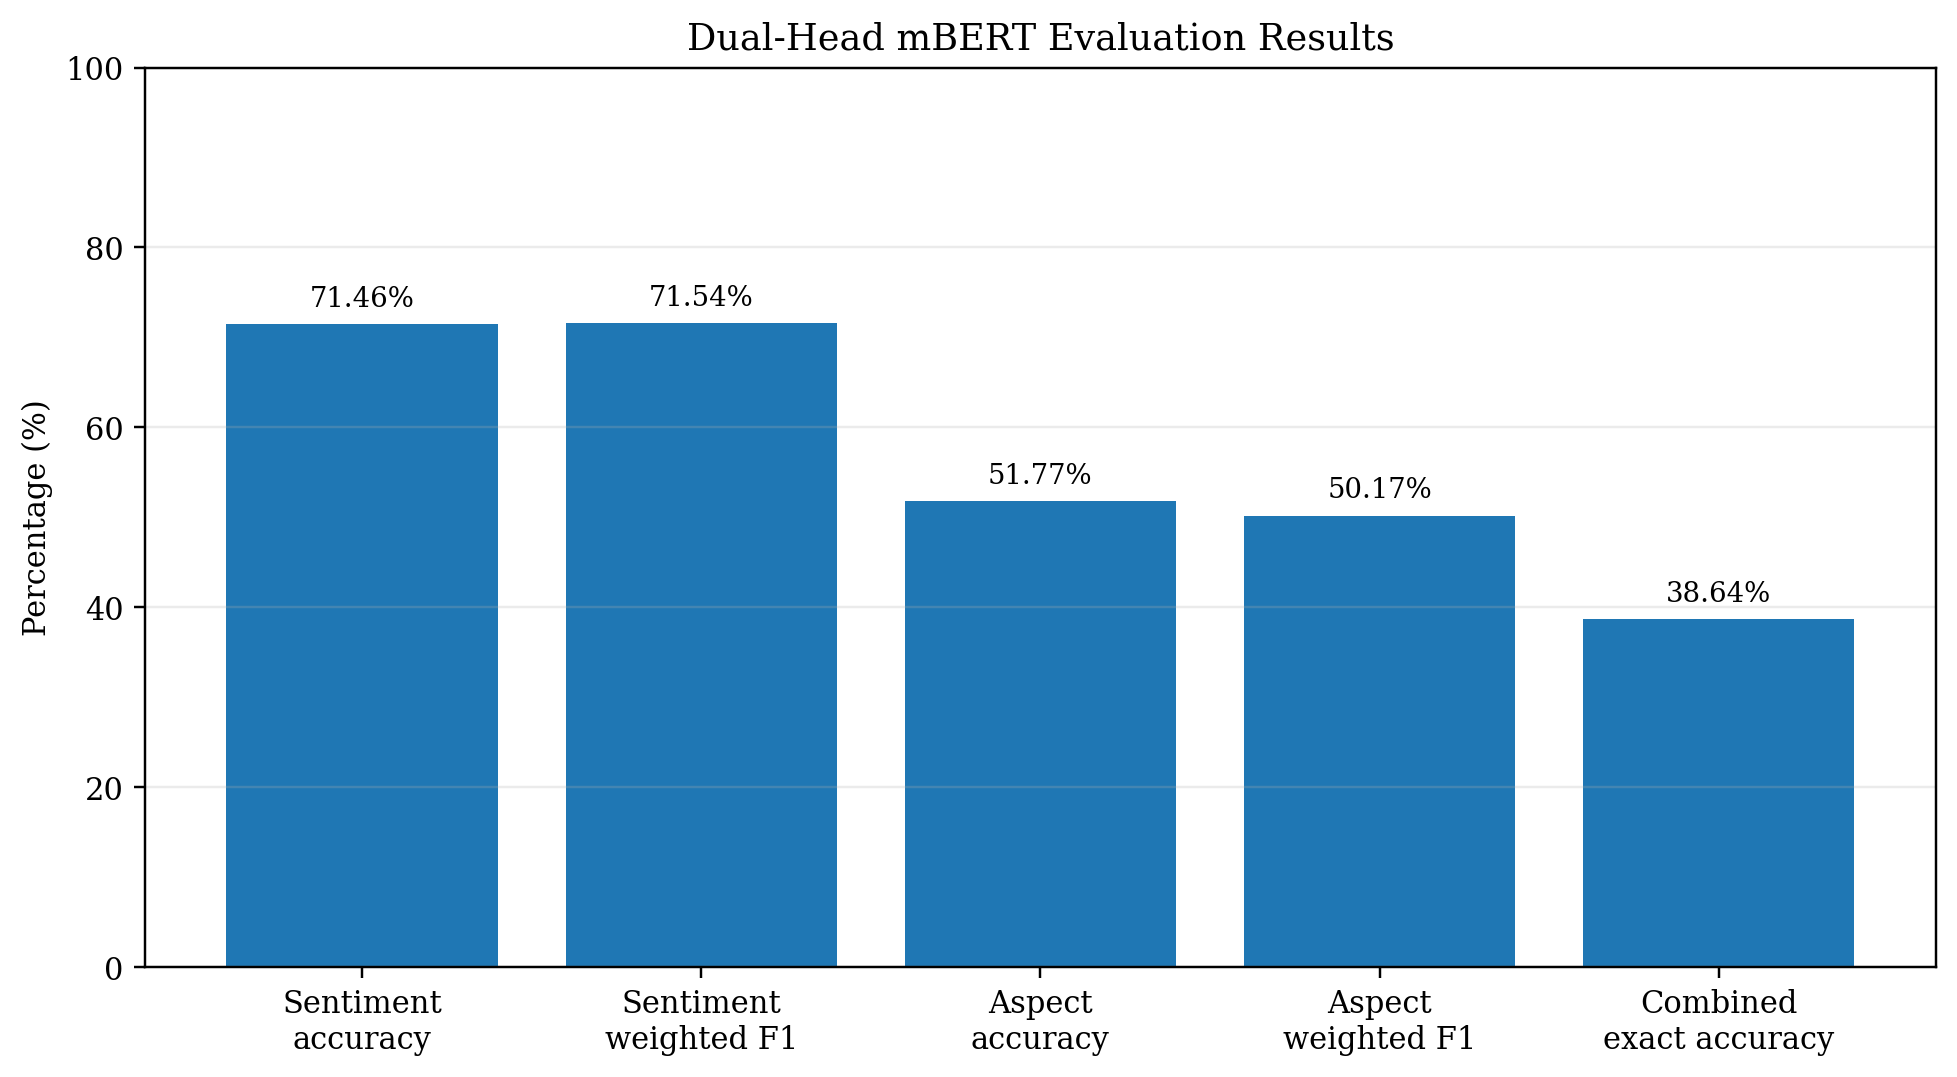 Dual-Head mBERT Evaluation Results
Percentage (%)
100
80
60
40
20
0
71.46%
71.54%
51.77%
50.17%
38.64%
Sentiment
accuracy
Sentiment
weighted F1
Aspect
accuracy
Aspect
weighted F1
Combined
exact accuracy